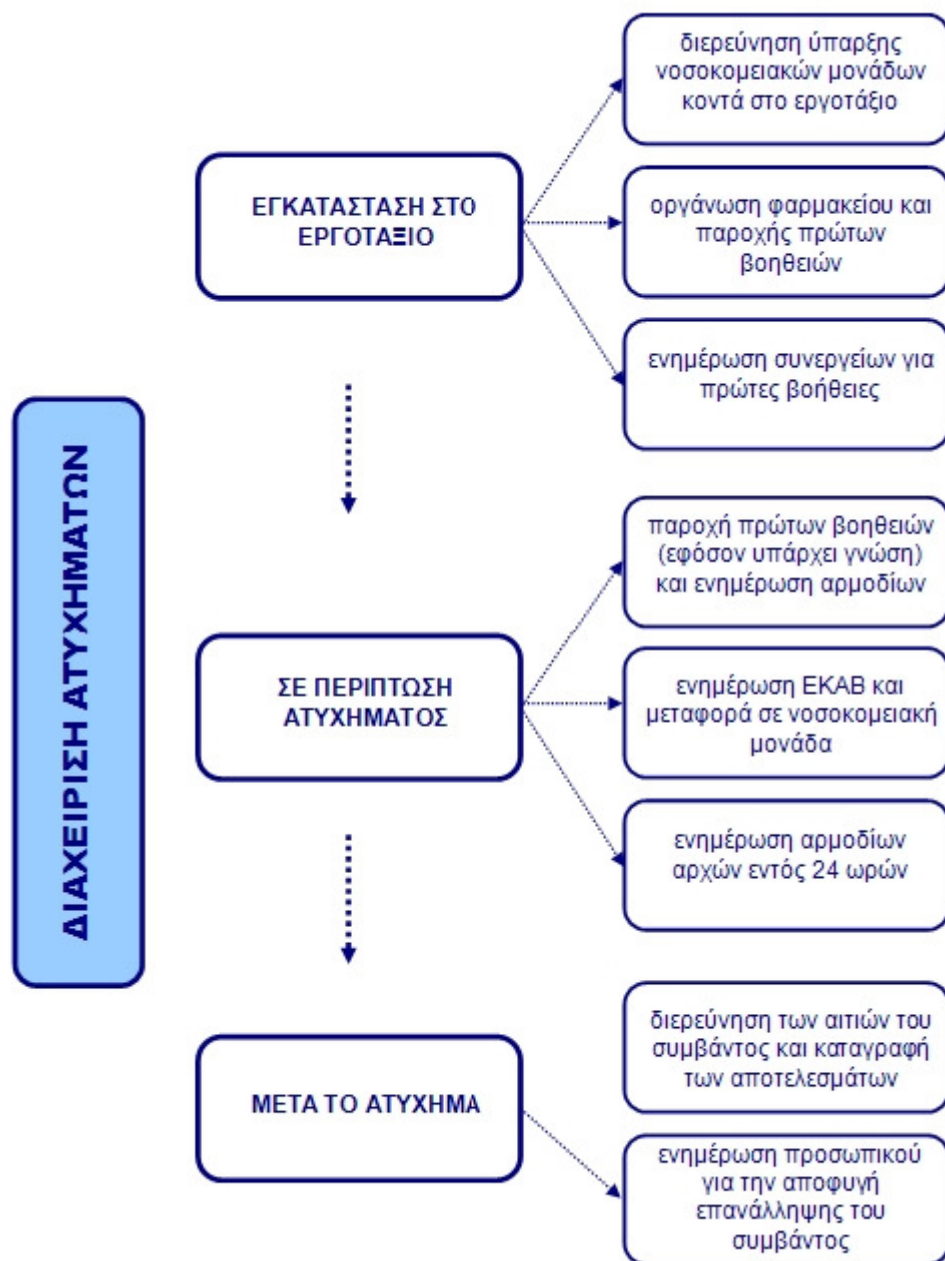 ΔΙΑΧΕΙΡΙΣΗ ΑΤΥΧΗΜΑΤΩΝ
ΕΓΚΑΤΑΣΤΑΣΗ ΣΤΟ
ΕΡΓΟΤΑΞΙΟ
διερεύνηση ύπαρξης
νοσοκομειακών μονάδων
κοντά στο εργοτάξιο
οργάνωση φαρμακείου και
παροχής πρώτων
βοηθειών
ενημέρωση συνεργείων για
πρώτες βοήθειες
ΣΕ ΠΕΡΙΠΤΩΣΗ
ΑΤΥΧΗΜΑΤΟΣ
παροχή πρώτων βοηθειών
(εφόσον υπάρχει γνώση)
και ενημέρωση αρμοδίων
ενημέρωση ΕΚΑΒ και
μεταφορά σε νοσοκομειακή
μονάδα
ενημέρωση αρμοδίων
αρχών εντός 24 ωρών
ΜΕΤΑ ΤΟ ΑΤΥΧΗΜΑ
διερεύνηση των αιτιών του
συμβάντος και καταγραφή
των αποτελεσμάτων
ενημέρωση προσωπικού
για την αποφυγή
επανάλληψης του
συμβάντος